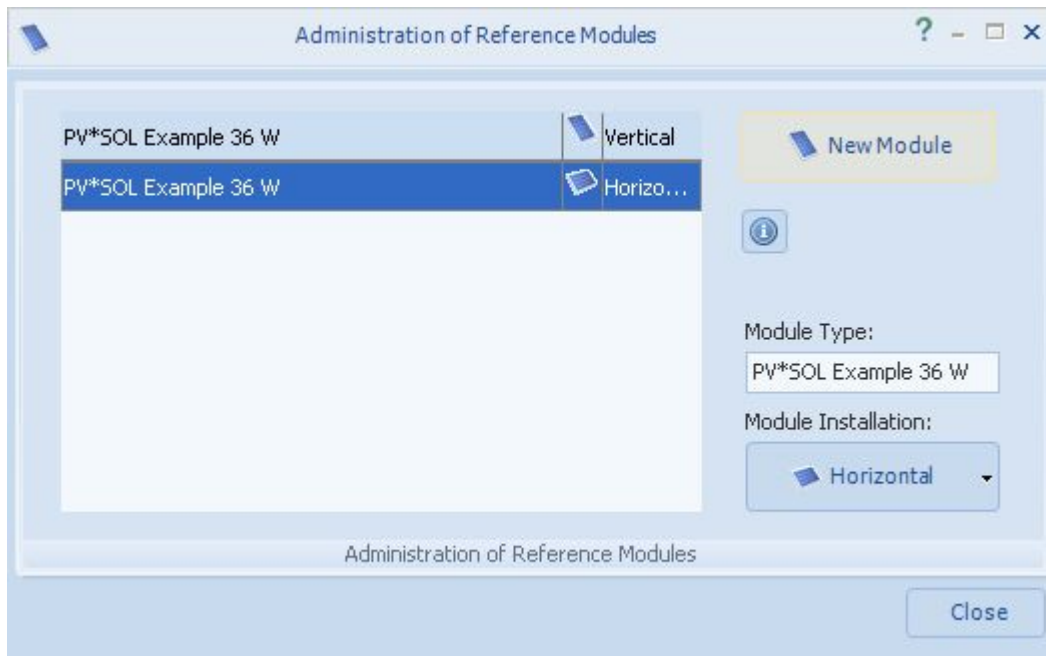 Administration of Reference Modules
?
PV*SOL Example 36 W Vertical
PV*SOL Example 36 W Horizo...
New Module
Module Type:
PV*SOL Example 36 W
Module Installation:
Horizontal
Administration of Reference Modules
Close